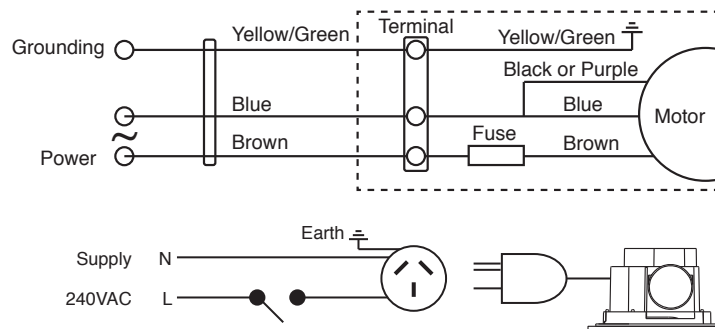 Terminal
Grounding Yellow/Green Yellow/Green
Black or Purple
Blue Blue Motor
~ Fuse
Power Brown Brown
Earth
Supply N
240VAC L